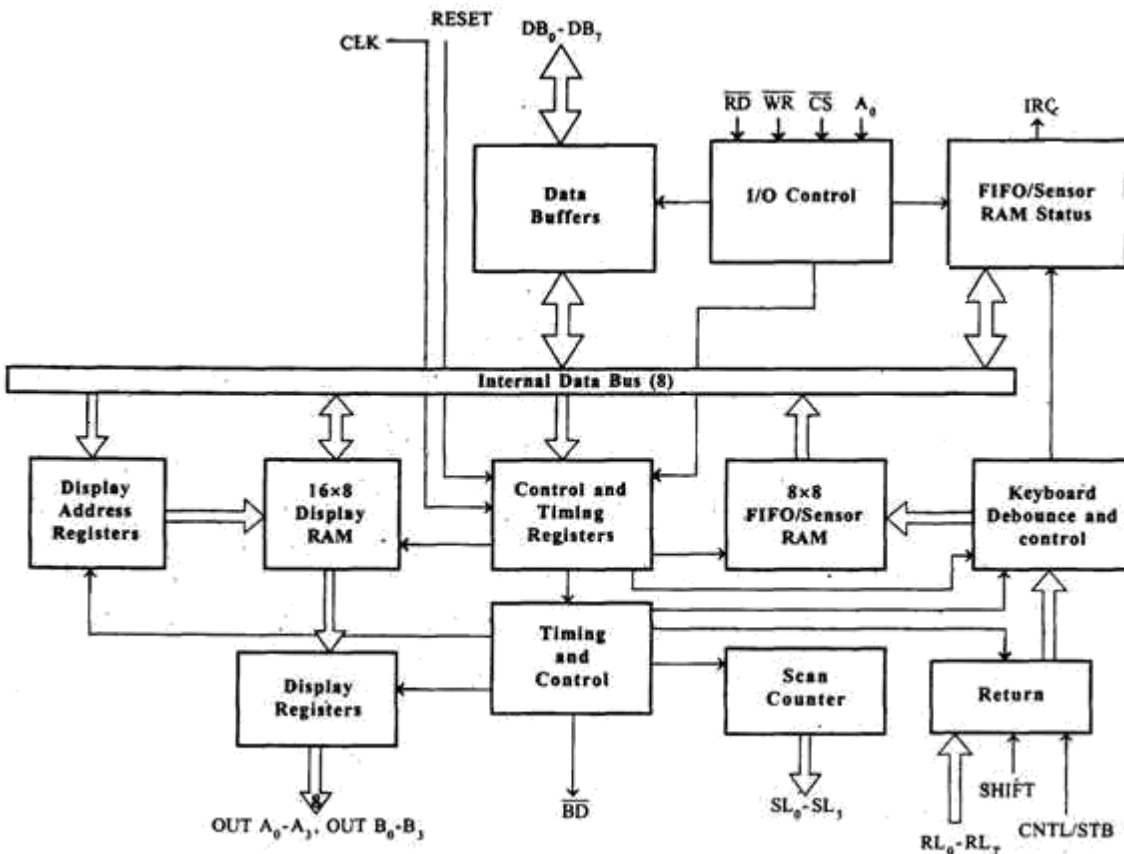 RESET
CLK
DB₀-DB₇
RD WR CS A₀
IRQ
Data
Buffers
I/O Control
FIFO/Sensor
RAM Status
Internal Data Bus (8)
Display
Address
Registers
16×8
Display
RAM
Control and
Timing
Registers
8×8
FIFO/Sensor
RAM
Keyboard
Debounce and
control
Timing
and
Control
Display
Registers
Scan
Counter
Return
8
OUT A₀-A₃, OUT B₀-B₃
BD
SL₀-SL₃
SHIFT
CNTL/STB
RL₀-RL₇